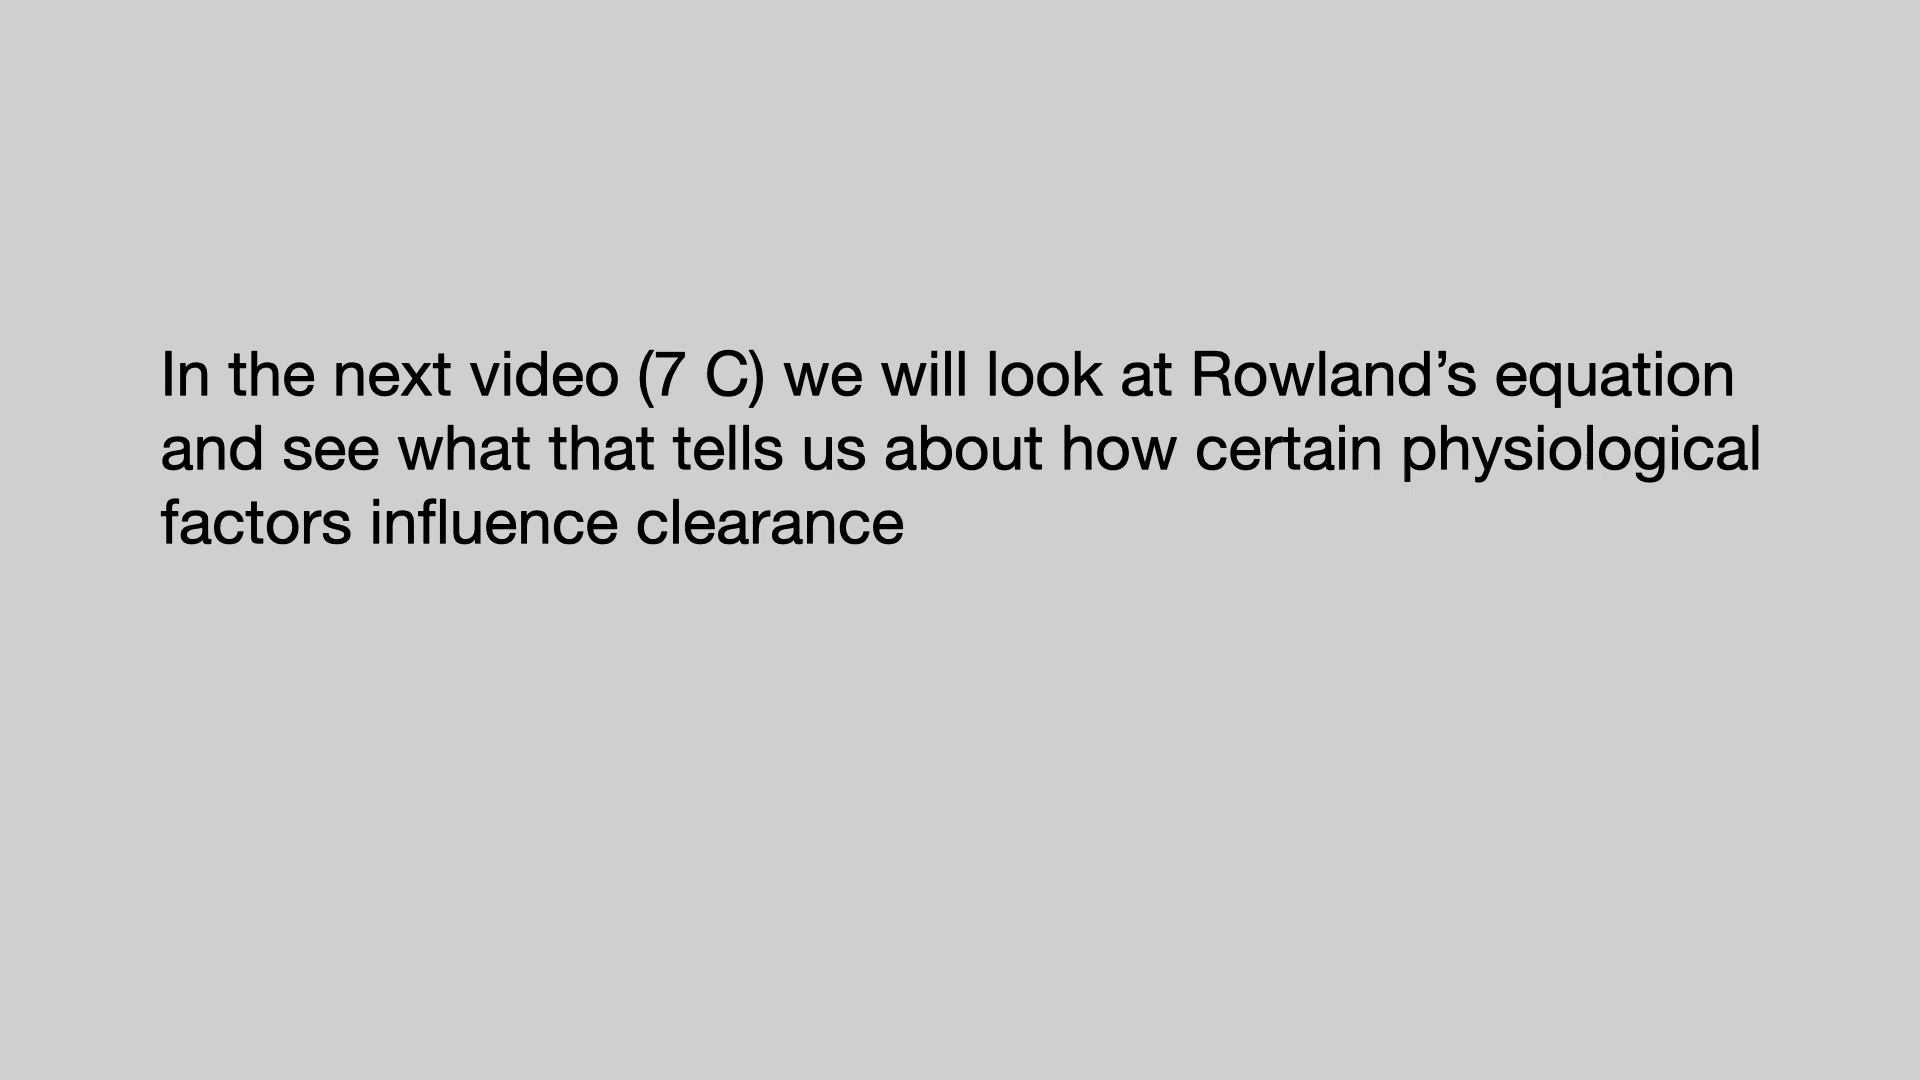 In the next video (7 C) we will look at Rowland’s equation
and see what that tells us about how certain physiological
factors influence clearance